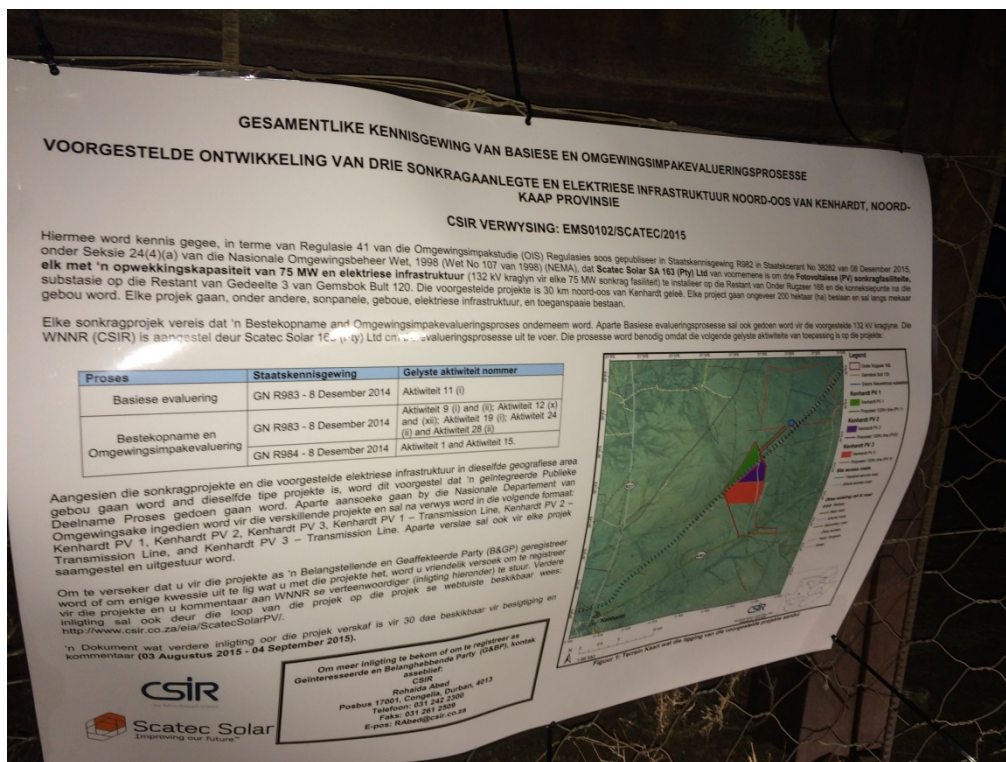 GESAMENTLIKE KENNISGEWING VAN BASIESE EN OMGEWINGSIMPAKEVALUERINGSPROSESSE
VOORGESTELDE ONTWIKKELING VAN DRIE SONKRAGAANLEGTE EN ELEKTRIESE INFRASTRUKTUUR NOORD-OOS VAN KENHARDT, NOORD-
KAAP PROVINSIE
CSIR VERWYSING: EMS0102/SCATEC/2015
Hiermee word kennis gegee, in terme van Regulasie 41 van die Omgewingsimpakstudie (OIS) Regulasies soos gepubliseer in Staatskennisgewing R982 in Staatskoerant No 38282 van 08 Desember 2015,
onder Seksie 24(4)(a) van die Nasionale Omgewingsbeheer Wet, 1998 (Wet No 107 van 1998) (NEMA), dat Scatec Solar SA 163 (Pty) Ltd van voorneme is om drie Fotovoltaïese (PV) sonkragfasiliteite,
elk met 'n opwekkingskapasiteit van 75 MW en elektriese infrastruktuur (132 kV kraglyn vir elke 75 MW sonkrag fasiliteit) te installeer op die Restant van Onder Rugzeer 168 en die konneksiepunte na die
substasie op die Restant van Gedeelte 3 van Gemsbok Bult 120. Die voorgestelde projekte is 30 km noord-oos van Kenhardt geleë. Elke project gaan ongeveer 200 hektaar (ha) beslaan en sal langs mekaar
gebou word. Elke projek gaan, onder andere, sonpanele, geboue, elektriese infrastruktuur, en toegangspaaie bestaan.
Elke sonkragprojek vereis dat 'n Bestekopname and Omgewingsimpakevalueringsproses onderneem word. Aparte Basiese evalueringsprosesse sal ook gedoen word vir die voorgestelde 132 kV kraglyne. Die
WNNR (CSIR) is aangestel deur Scatec Solar 163 (Pty) Ltd om evalueringsprosesse uit te voer. Die prosesse word benodig omdat die volgende gelyste aktiwiteite van toepassing is op die projekte:
Proses Staatskennisgewing Gelyste aktiwiteit nommer
Basiese evaluering GN R983 - 8 Desember 2014 Aktiwiteit 11 (i)
Bestekopname en Omgewingsimpakevaluering GN R983 - 8 Desember 2014 Aktiwiteit 9 (i) and (ii); Aktiwiteit 12 (x)
and (xii); Aktiwiteit 19 (i); Aktiwiteit 24
(ii) and Aktiwiteit 28 (ii)
GN R984 - 8 Desember 2014 Aktiwiteit 1 and Aktiwiteit 15.
Aangesien die sonkragprojekte en die voorgestelde elektriese infrastruktuur in dieselfde geografiese area
gebou gaan word and dieselfde tipe projekte is, word dit voorgestel dat 'n geïntegreerde Publieke
Deelname Proses gedoen gaan word. Aparte aansoeke gaan by die Nasionale Departement van
Omgewingsake ingedien word vir die verskillende projekte en sal na verwys word in die volgende formaat:
Kenhardt PV 1, Kenhardt PV 2, Kenhardt PV 3, Kenhardt PV 1 – Transmission Line, Kenhardt PV 2 –
Transmission Line, and Kenhardt PV 3 – Transmission Line. Aparte verslae sal ook vir elke projek
saamgestel en uitgestuur word.
Om te verseker dat u vir die projekte as 'n Belangstellende en Geaffekteerde Party (B&GP) geregistreer
word of om enige kwessie uit te lig wat u met die projekte het, word u vriendelik versoek om te registreer
vir die projekte en u kommentaar aan WNNR se verteenwoordiger (inligting hieronder) te stuur. Verdere
inligting sal ook deur die loop van die projek op die projek se webtuiste beskikbaar wees:
http://www.csir.co.za/eia/ScatecSolarPV/.
'n Dokument wat verdere inligting oor die projek verskaf is vir 30 dae beskikbaar vir besigtiging en
kommentaar (03 Augustus 2015 - 04 September 2015).
CSIR
Scatec Solar
Improving our future™
Om meer inligting te bekom of om te registreer as
Geïnteresseerde en Belanghebbende Party (G&BP), kontak
asseblief:
CSIR
Rohaida Abed
Posbus 17001, Congella, Durban, 4013
Telefoon: 031 242 2300
Faks: 031 261 2509
E-pos: RAbed@csir.co.za
Legend
Kenhardt PV 1
Kenhardt PV 2
Kenhardt PV 3
CSIR
Figuur 1: Terrein Kaart wat die ligging van die voorgestelde projekte aandui